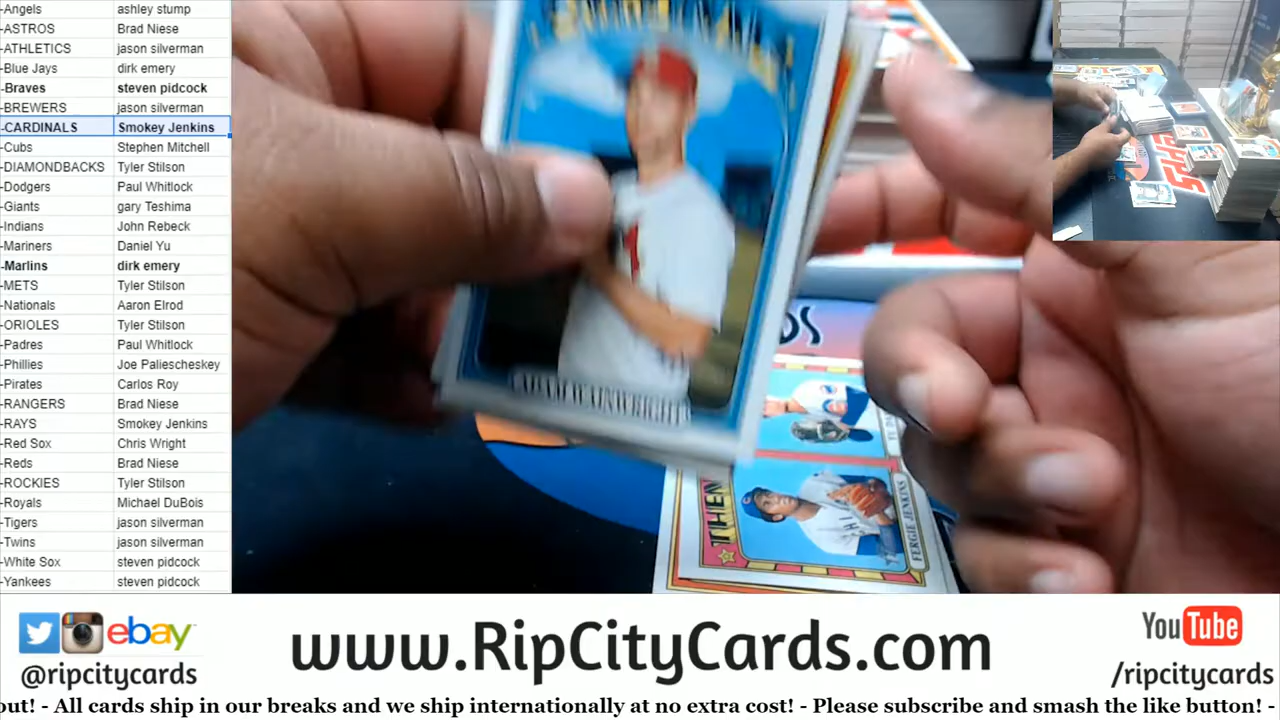 -Angels ashley stump
-ASTROS Brad Niese
-ATHLETICS jason silverman
-Blue Jays dirk emery
-Braves steven pidcock
-BREWERS jason silverman
-CARDINALS Smokey Jenkins
-Cubs Stephen Mitchell
-DIAMONDBACKS Tyler Stilson
-Dodgers Paul Whitlock
-Giants gary Teshima
-Indians John Rebeck
-Mariners Daniel Yu
-Marlins dirk emery
-METS Tyler Stilson
-Nationals Aaron Elrod
-ORIOLES Tyler Stilson
-Padres Paul Whitlock
-Phillies Joe Paliescheskey
-Pirates Carlos Roy
-RANGERS Brad Niese
-RAYS Smokey Jenkins
-Red Sox Chris Wright
-Reds Brad Niese
-ROCKIES Tyler Stilson
-Royals Michael DuBois
-Tigers jason silverman
-Twins jason silverman
-White Sox steven pidcock
-Yankees steven pidcock
ADAM WAINWRIGHT
THEN
FERGIE JENKINS
ebay
@ripcitycards
www.RipCityCards.com
YouTube
/ripcitycards
out! - All cards ship in our breaks and we ship internationally at no extra cost! - Please subscribe and smash the like button! -